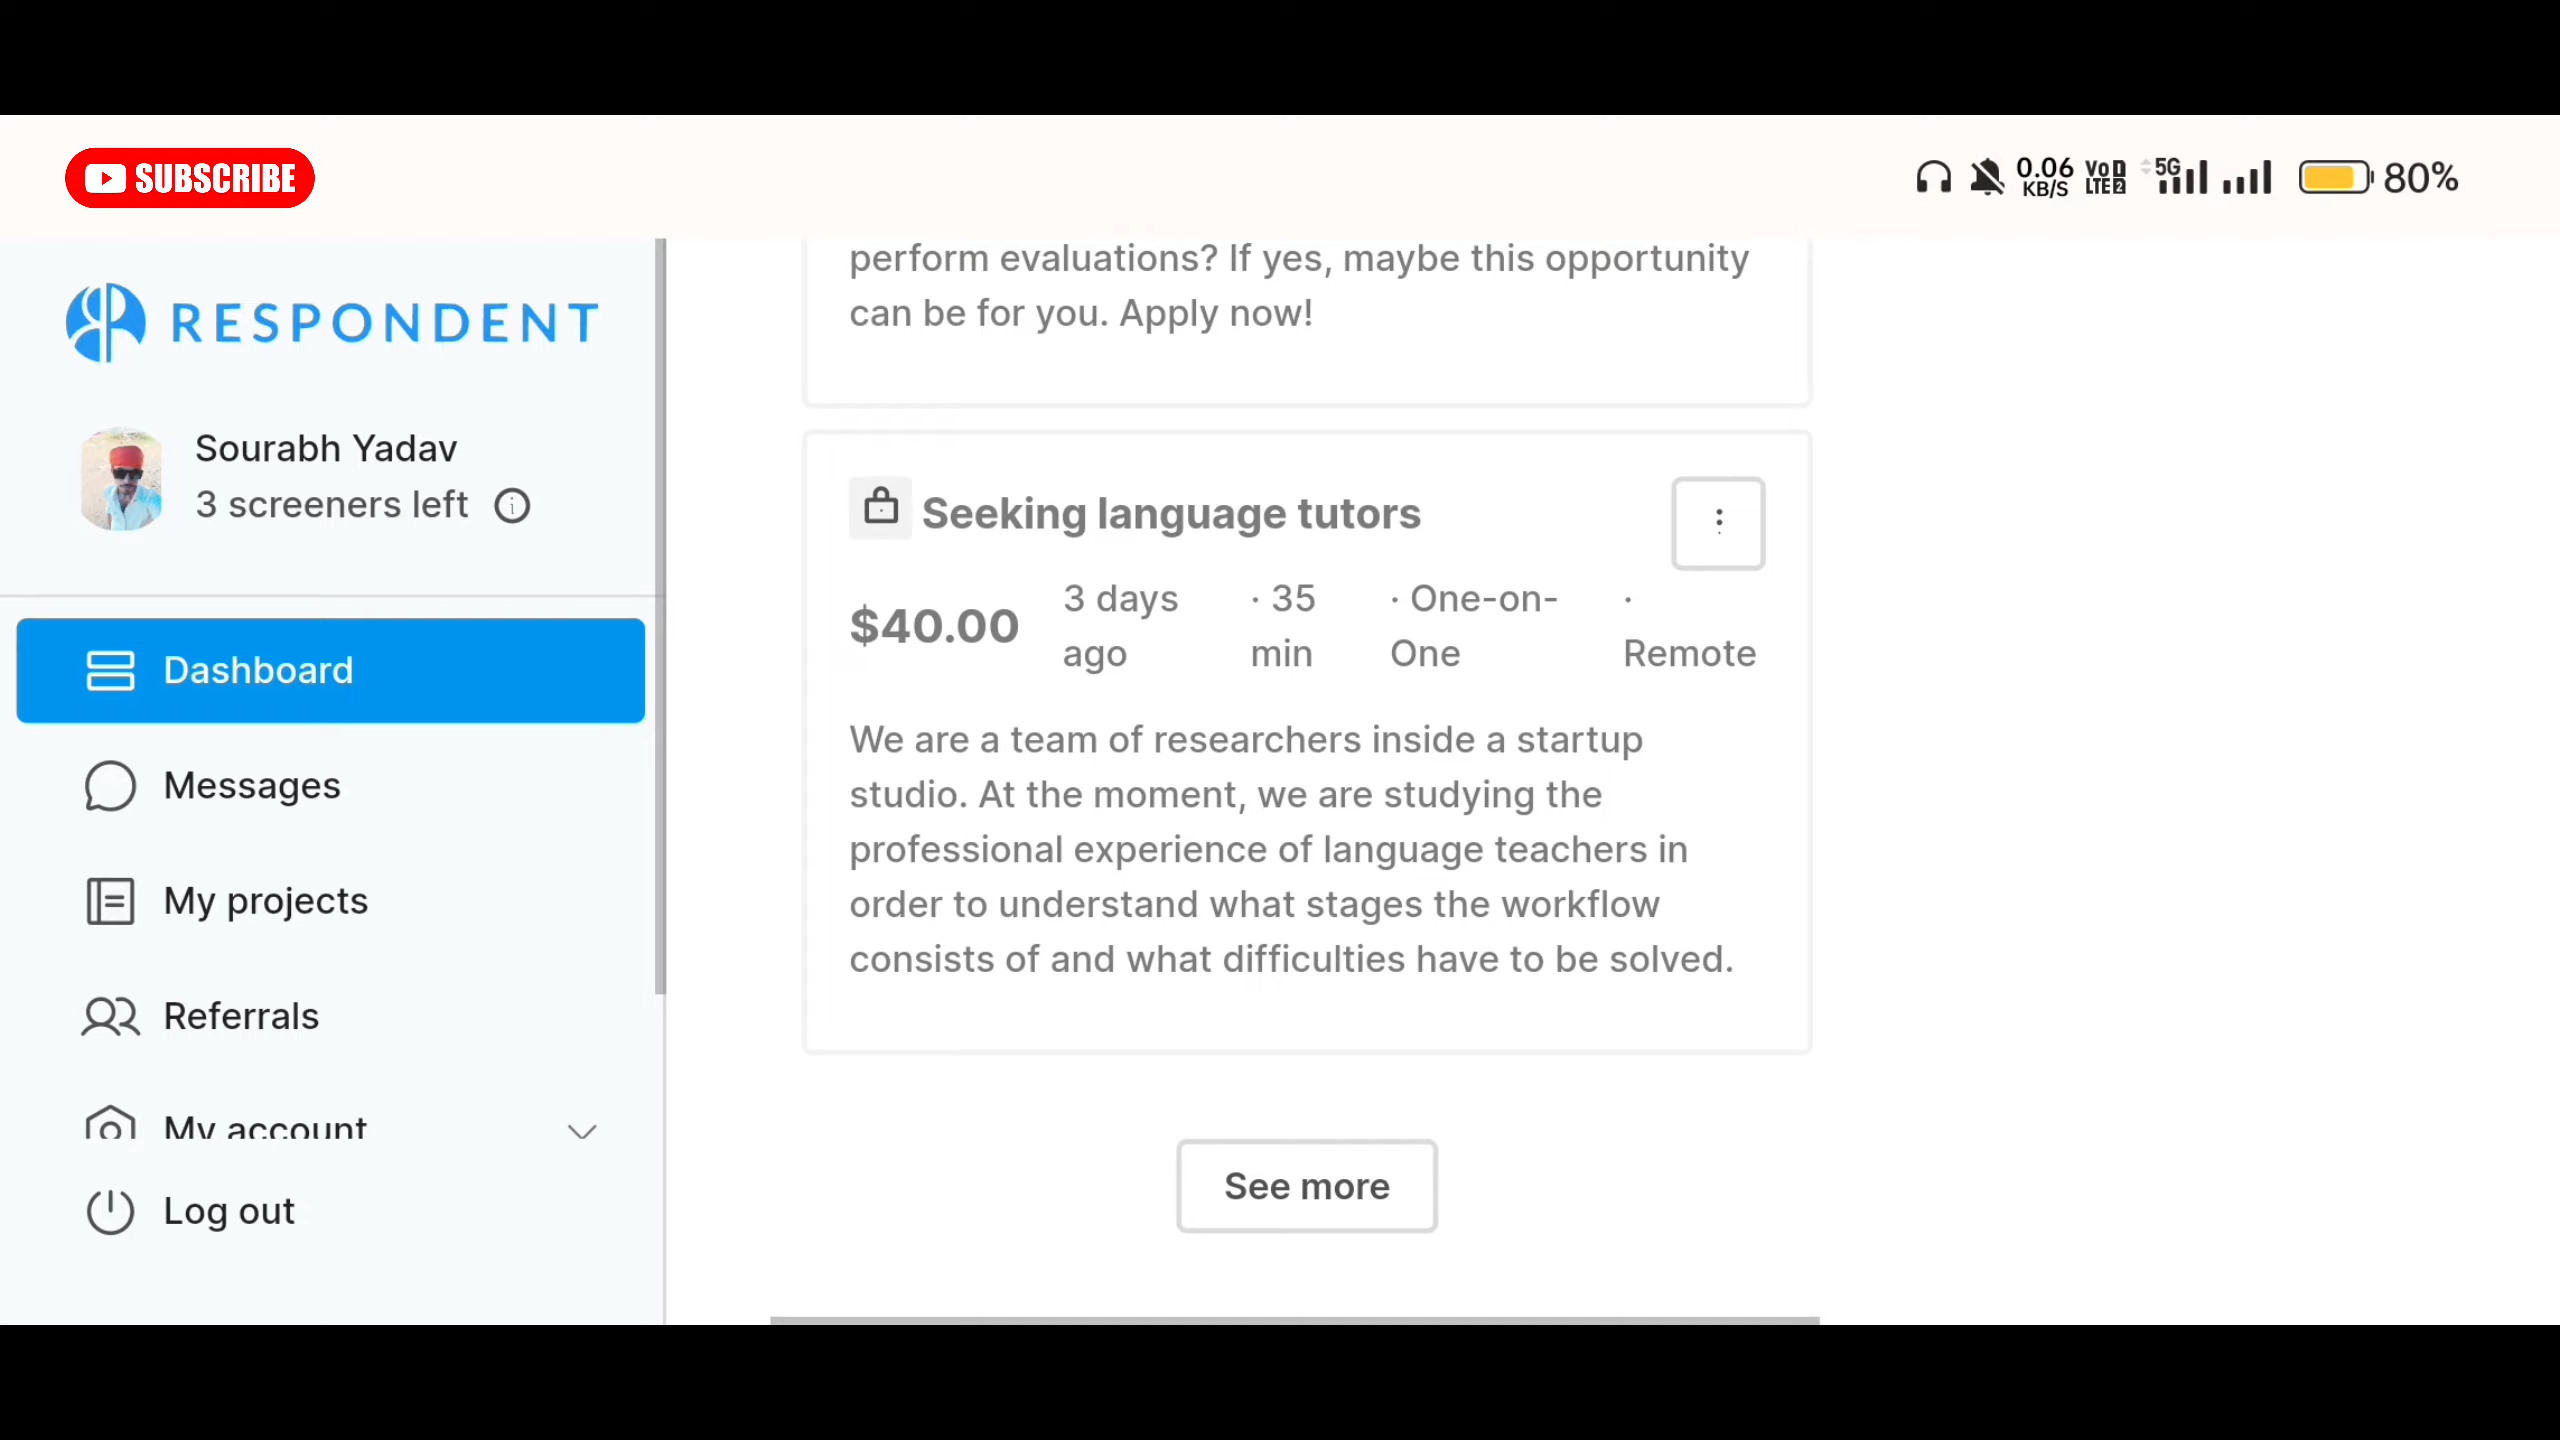 SUBSCRIBE
0.06 KB/S Vo LTE 2 5G 80%
RESPONDENT
Sourabh Yadav
3 screeners left
Dashboard
Messages
My projects
Referrals
My account
Log out
perform evaluations? If yes, maybe this opportunity
can be for you. Apply now!
Seeking language tutors
$40.00
3 days ago
· 35 min
· One-on-One
· Remote
We are a team of researchers inside a startup
studio. At the moment, we are studying the
professional experience of language teachers in
order to understand what stages the workflow
consists of and what difficulties have to be solved.
See more